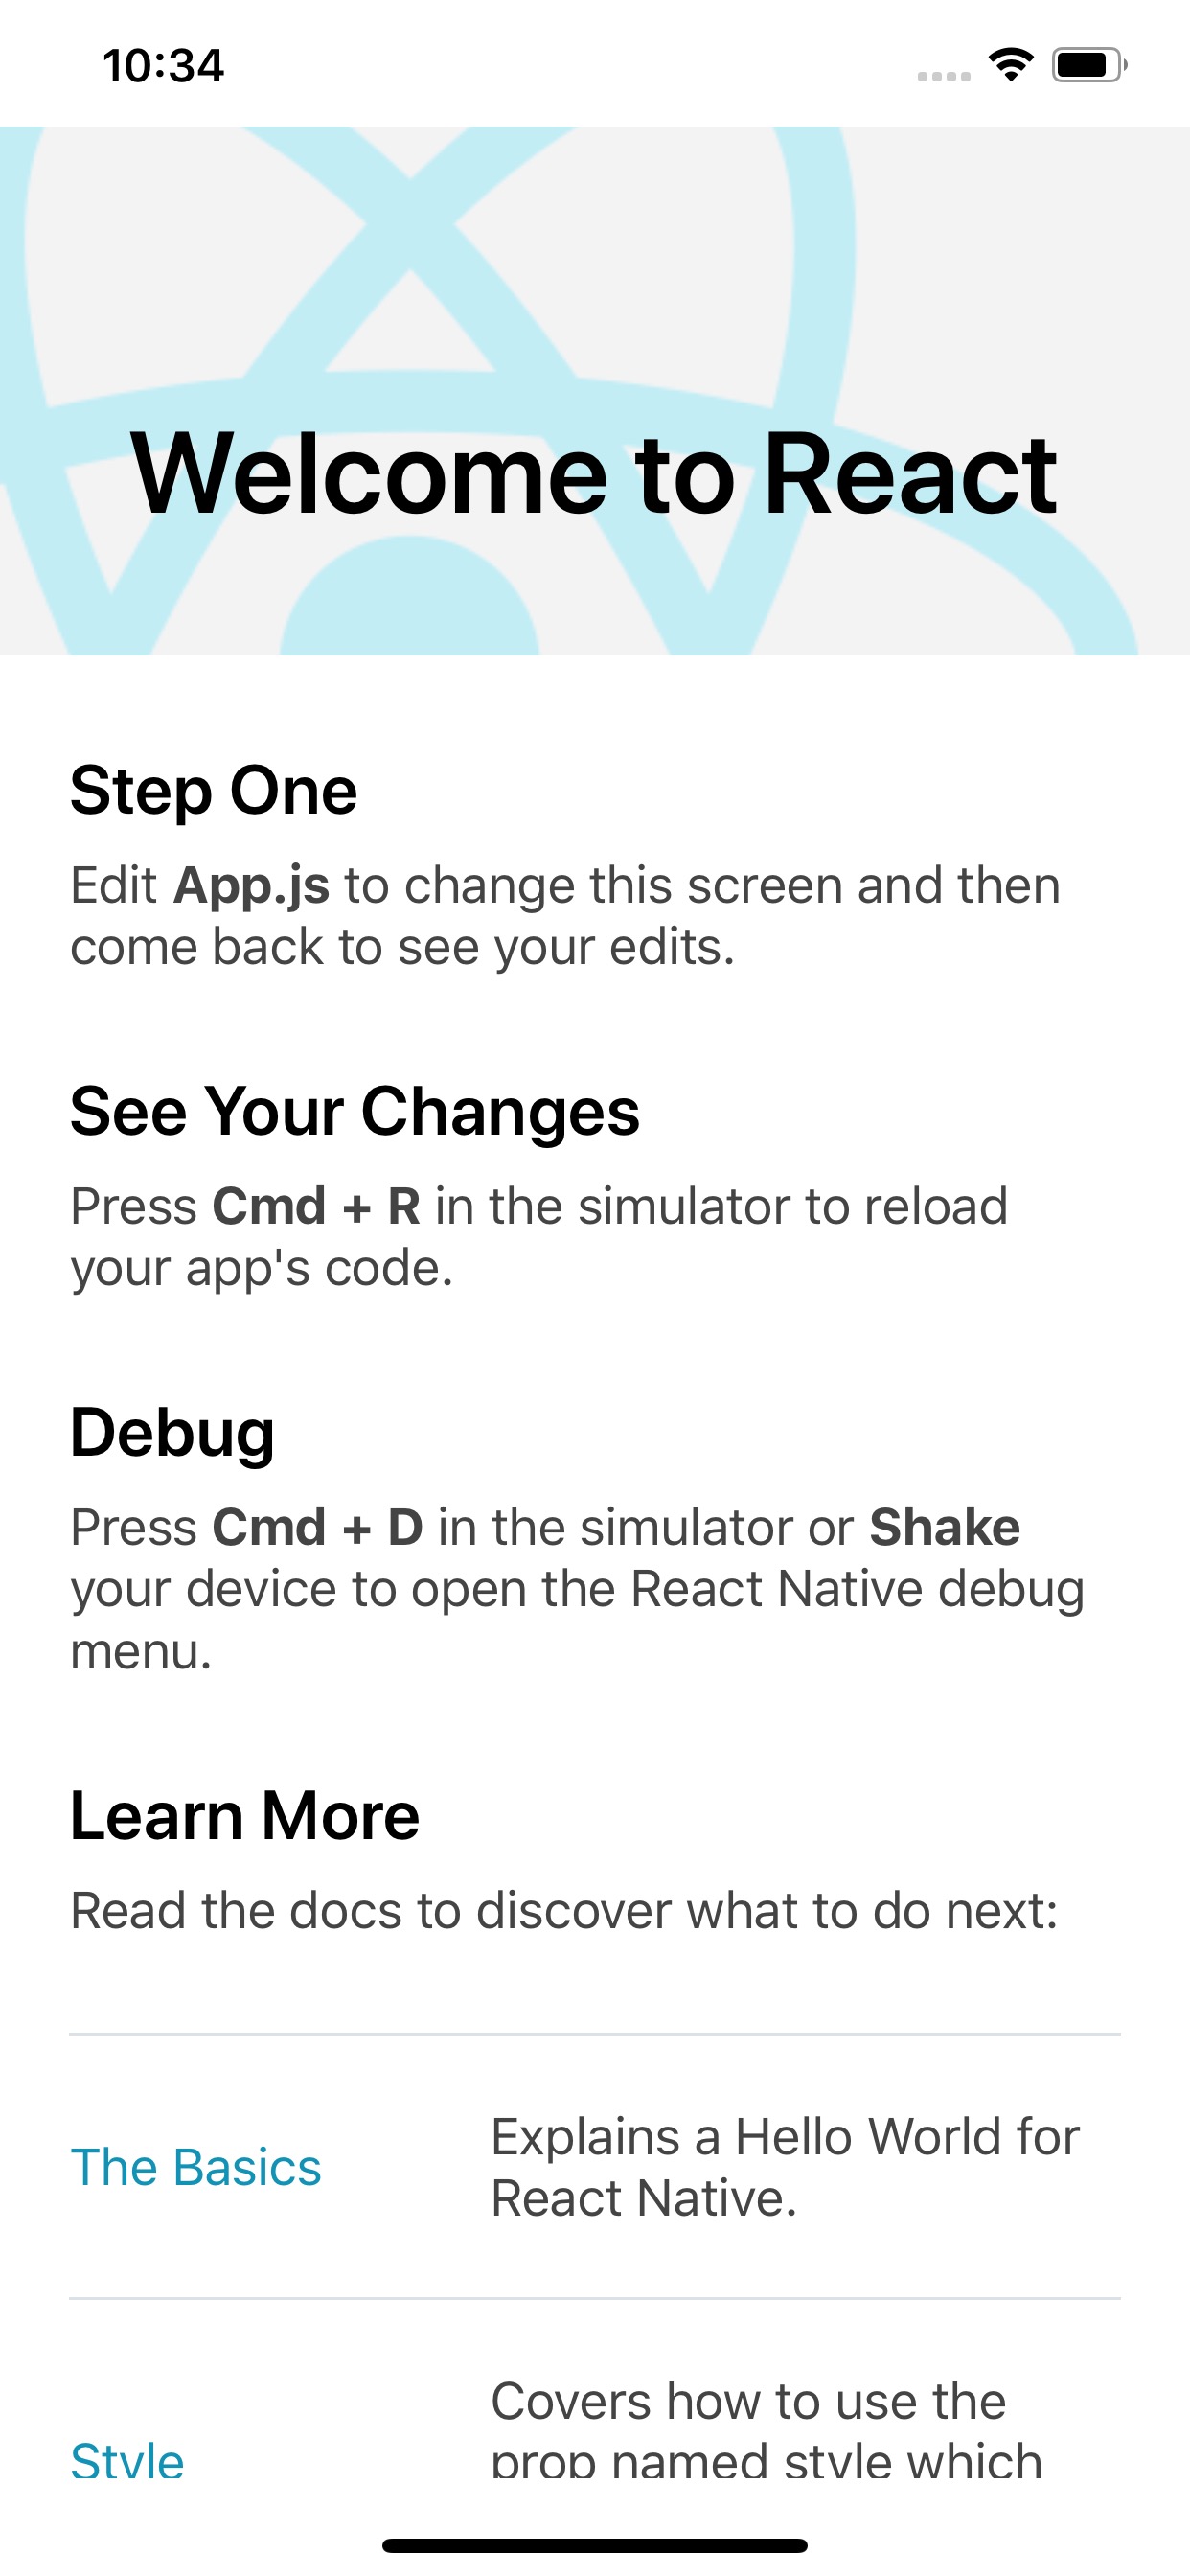 10:34
Welcome to React
Step One
Edit App.js to change this screen and then
come back to see your edits.
See Your Changes
Press Cmd + R in the simulator to reload
your app's code.
Debug
Press Cmd + D in the simulator or Shake
your device to open the React Native debug
menu.
Learn More
Read the docs to discover what to do next:
The Basics
Explains a Hello World for
React Native.
Style
Covers how to use the
prop named style which